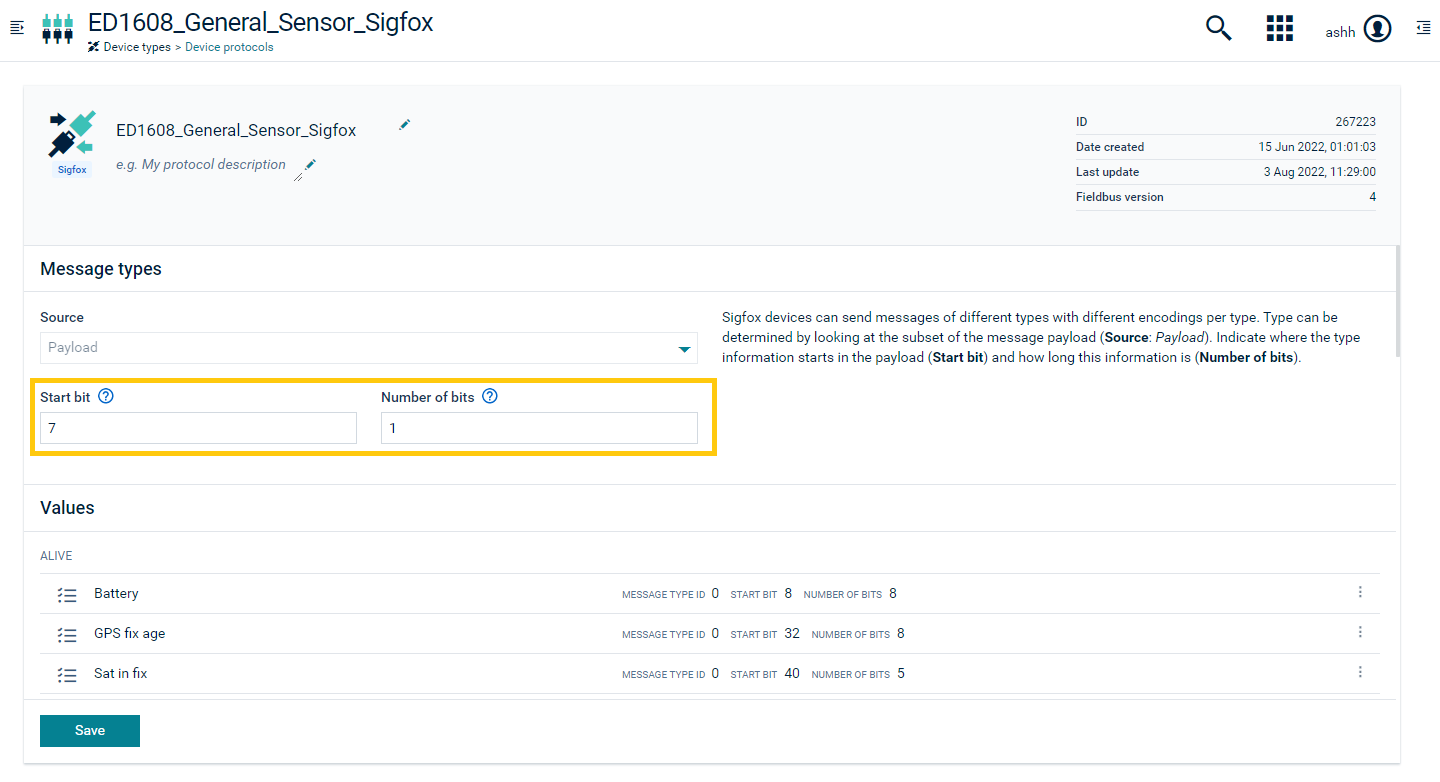 ED1608_General_Sensor_Sigfox
Device types > Device protocols
ashh
ED1608_General_Sensor_Sigfox
e.g. My protocol description
Sigfox
ID 267223
Date created 15 Jun 2022, 01:01:03
Last update 3 Aug 2022, 11:29:00
Fieldbus version 4
Message types
Source
Payload
Sigfox devices can send messages of different types with different encodings per type. Type can be
determined by looking at the subset of the message payload (Source: Payload). Indicate where the type
information starts in the payload (Start bit) and how long this information is (Number of bits).
Start bit ? Number of bits ?
7 1
Values
ALIVE
Battery MESSAGE TYPE ID 0 START BIT 8 NUMBER OF BITS 8
GPS fix age MESSAGE TYPE ID 0 START BIT 32 NUMBER OF BITS 8
Sat in fix MESSAGE TYPE ID 0 START BIT 40 NUMBER OF BITS 5
Save